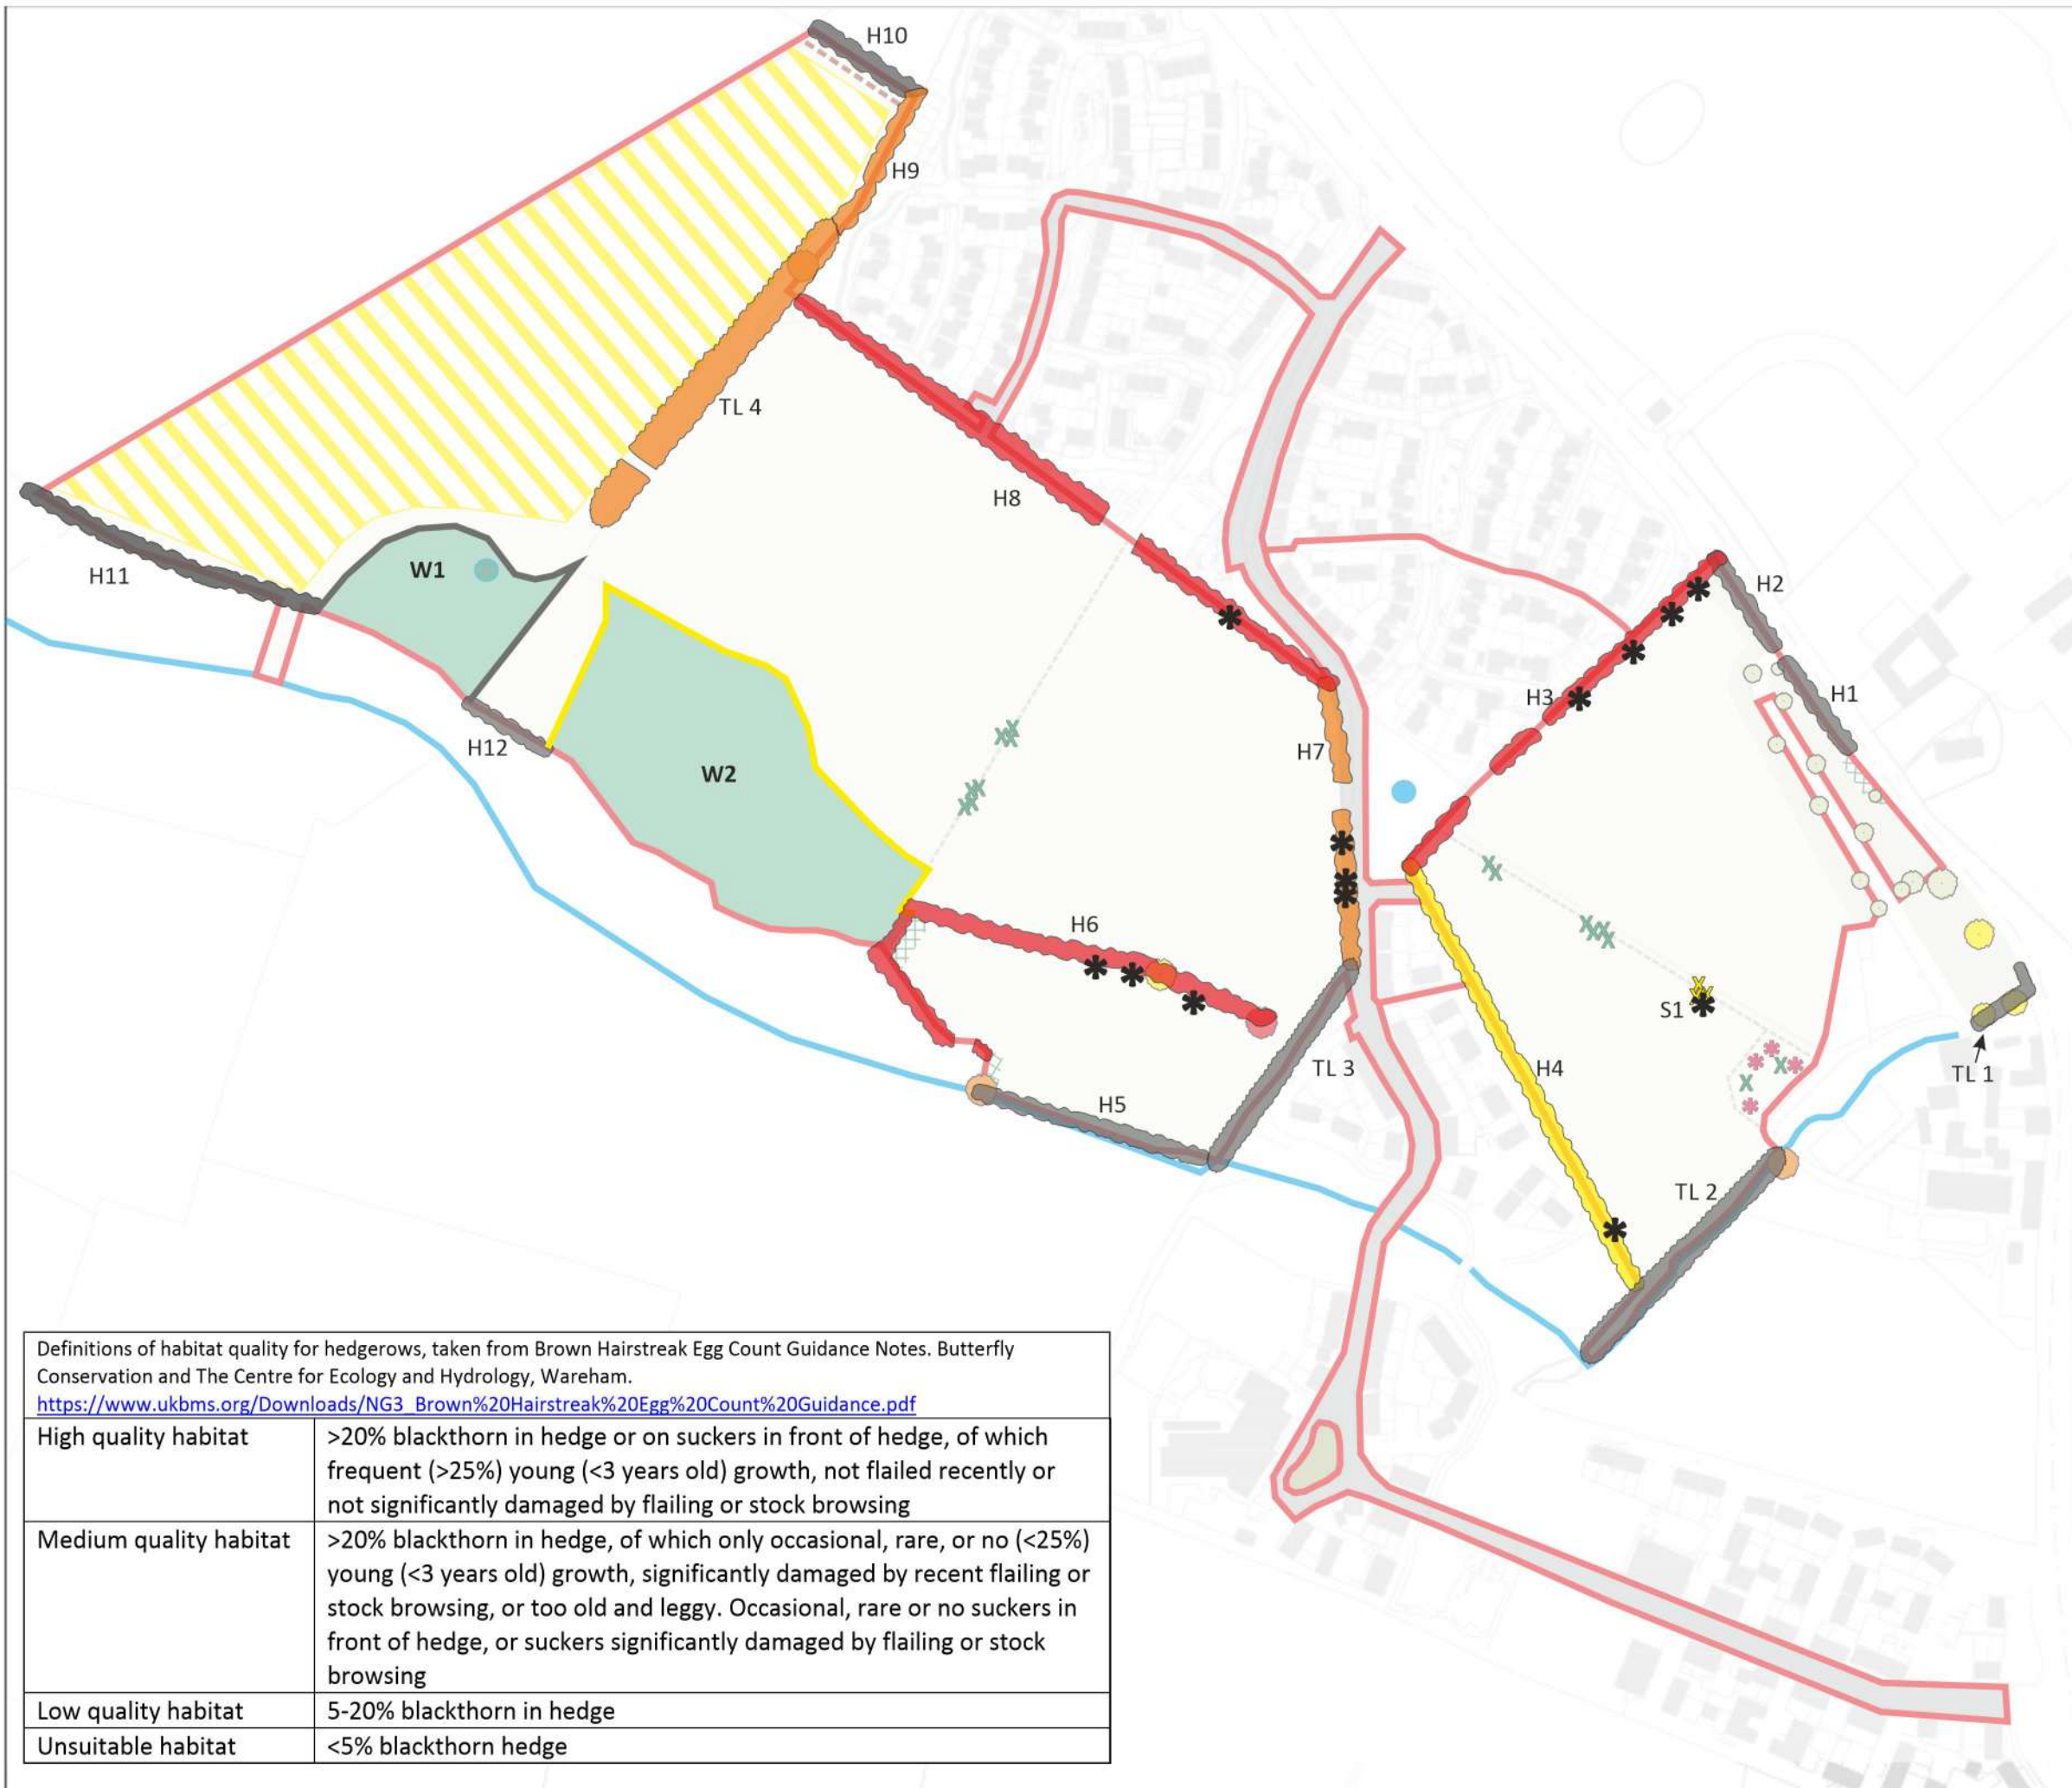 H10
H9
TL 4
H8
H11
W1
H2
H1
H3
H12
H7
W2
H6
S1
TL 3
H4
TL 1
H5
TL 2
Definitions of habitat quality for hedgerows, taken from Brown Hairstreak Egg Count Guidance Notes. Butterfly
Conservation and The Centre for Ecology and Hydrology, Wareham.
https://www.ukbms.org/Downloads/NG3_Brown%20Hairstreak%20Egg%20Count%20Guidance.pdf
High quality habitat
>20% blackthorn in hedge or on suckers in front of hedge, of which
frequent (>25%) young (<3 years old) growth, not flailed recently or
not significantly damaged by flailing or stock browsing
Medium quality habitat
>20% blackthorn in hedge, of which only occasional, rare, or no (<25%)
young (<3 years old) growth, significantly damaged by recent flailing or
stock browsing, or too old and leggy. Occasional, rare or no suckers in
front of hedge, or suckers significantly damaged by flailing or stock
browsing
Low quality habitat
5-20% blackthorn in hedge
Unsuitable habitat
<5% blackthorn hedge